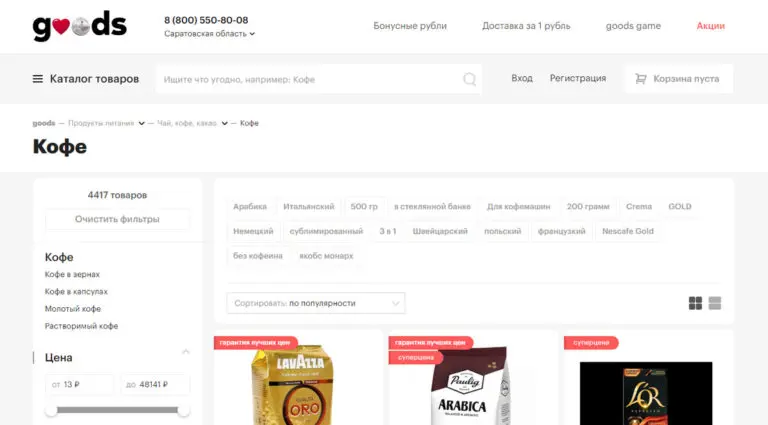 goods
8 (800) 550-80-08
Саратовская область
Бонусные рубли
Доставка за 1 рубль
goods game
Акции
Каталог товаров
Ищите что угодно, например: Кофе
Вход
Регистрация
Корзина пуста
goods — Продукты питания — Чай, кофе, какао — Кофе
Кофе
4417 товаров
Очистить фильтры
Кофе
Кофе в зернах
Кофе в капсулах
Молотый кофе
Растворимый кофе
Цена
от 13 ₽
до 48141 ₽
Арабика Итальянский 500 гр в стеклянной банке Для кофемашин 200 грамм Crema GOLD
Немецкий сублимированный 3 в 1 Швейцарский польский французкий Nescafe Gold
без кофеина якобс монарх
Сортировать: по популярности
гарантия лучших цен
LAVAZZA
QUALITÀ
ORO
гарантия лучших цен
суперцена
Paulig
ARABICA
суперцена
L'OR
ESPRESSO